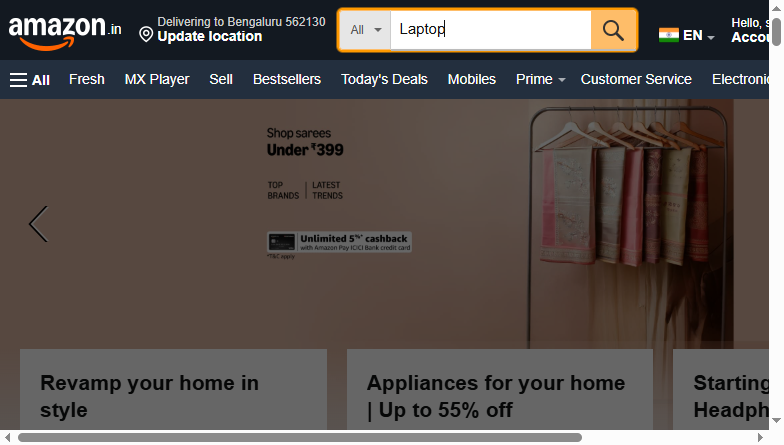 amazon.in
Delivering to Bengaluru 562130
Update location
All
Laptop
EN
Hello, s
Accou
All
Fresh
MX Player
Sell
Bestsellers
Today's Deals
Mobiles
Prime
Customer Service
Electronic
Shop sarees
Under ₹399
TOP BRANDS | LATEST TRENDS
Unlimited 5%* cashback
with Amazon Pay ICICI Bank credit card
*T&C apply
Revamp your home in
style
Appliances for your home
| Up to 55% off
Starting
Headph